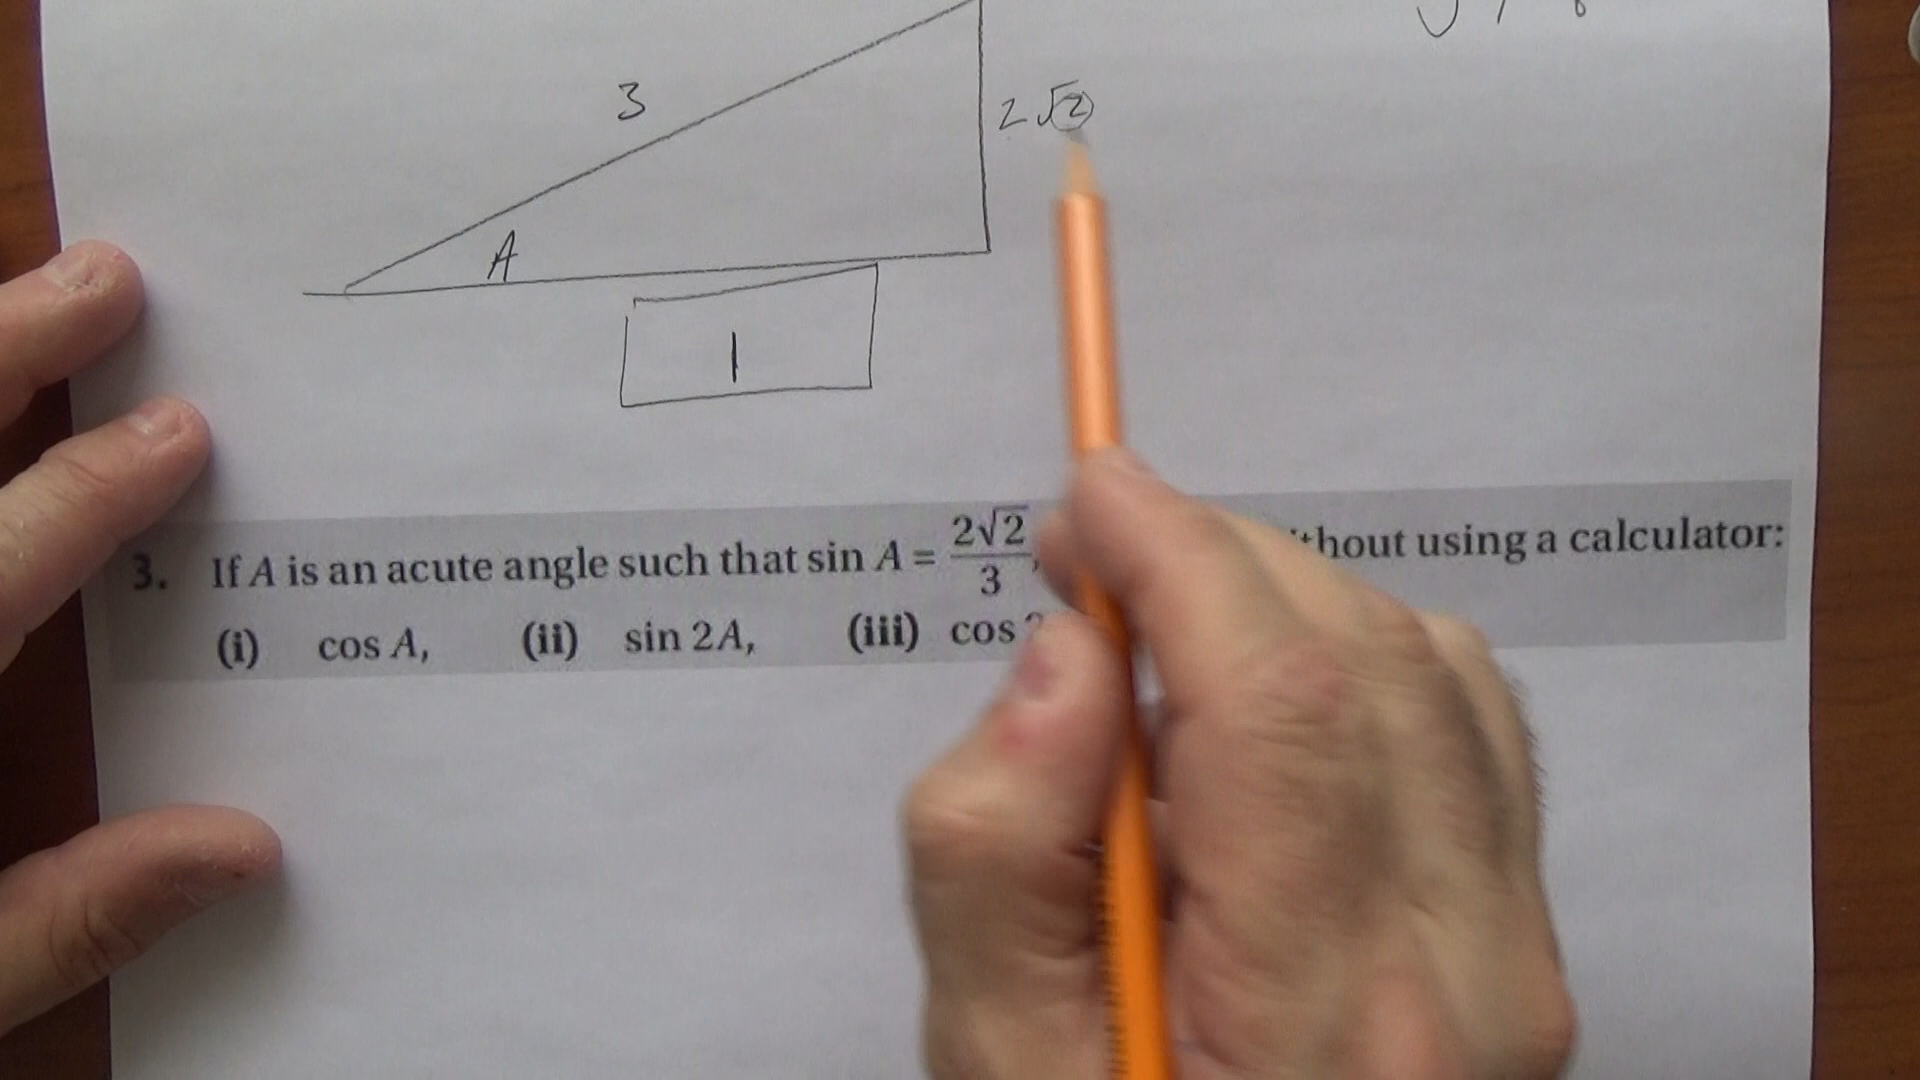 3
2√2
A
1
3. If A is an acute angle such that sin A = 2√2/3, without using a calculator:
(i) cos A, (ii) sin 2A, (iii) cos